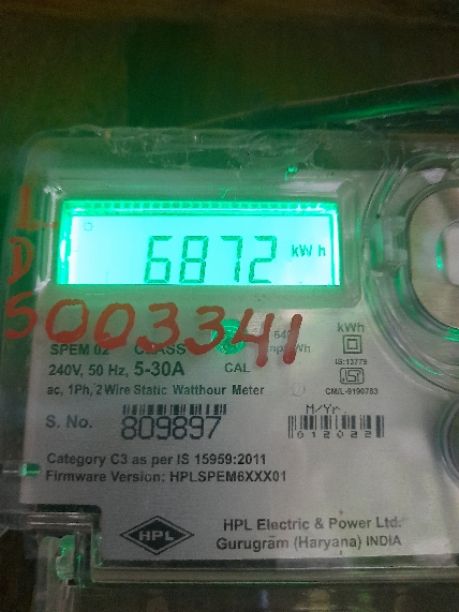 6872 kWh
L
D
5003341
SPEM 02 CLASS kWh
240V, 50 Hz, 5-30A CAL
IS:13779
ac, 1Ph, 2 Wire Static Watthour Meter
CM/L-9190783
S. No. 809897
M/Yr.
012022
Category C3 as per IS 15959:2011
Firmware Version: HPLSPEM6XXX01
HPL
HPL Electric & Power Ltd.
Gurugram (Haryana) INDIA